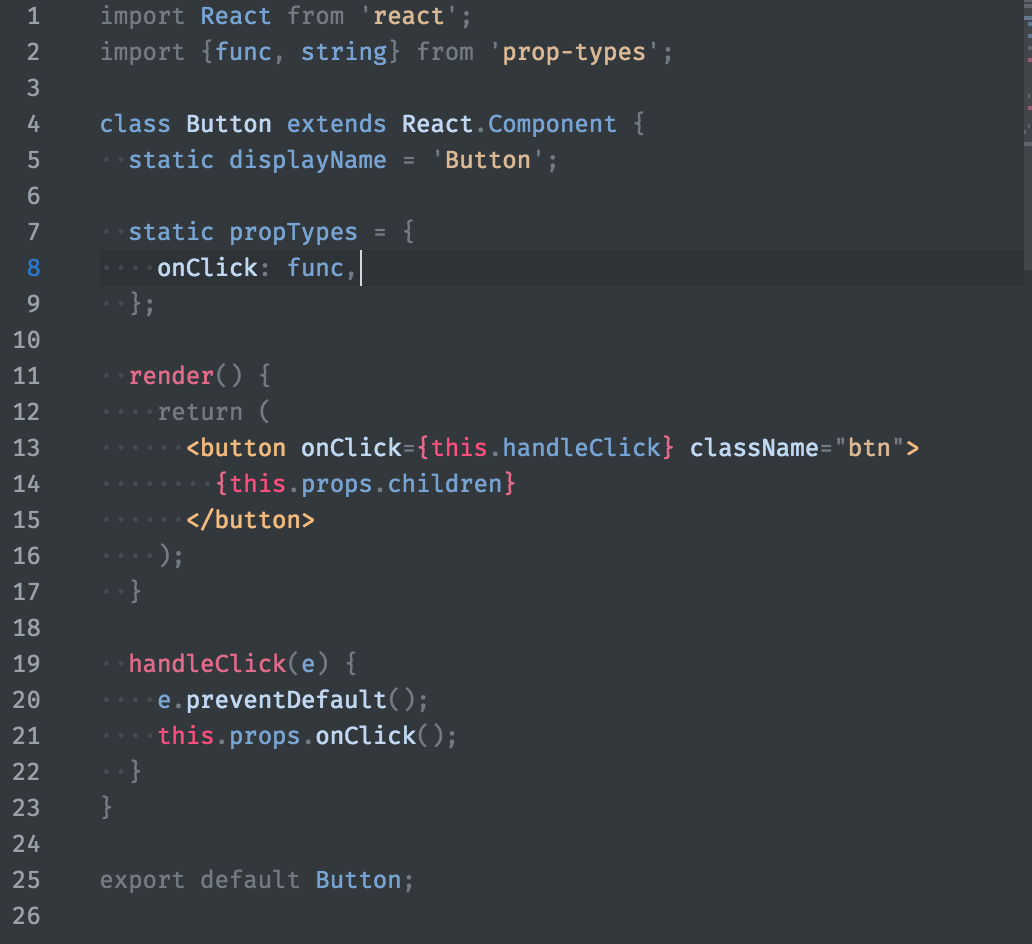 1 import React from 'react';
2 import {func, string} from 'prop-types';
3
4 class Button extends React.Component {
5 static displayName = 'Button';
6
7 static propTypes = {
8 onClick: func,
9 };
10
11 render() {
12 return (
13 <button onClick={this.handleClick} className="btn">
14 {this.props.children}
15 </button>
16 );
17 }
18
19 handleClick(e) {
20 e.preventDefault();
21 this.props.onClick();
22 }
23 }
24
25 export default Button;
26